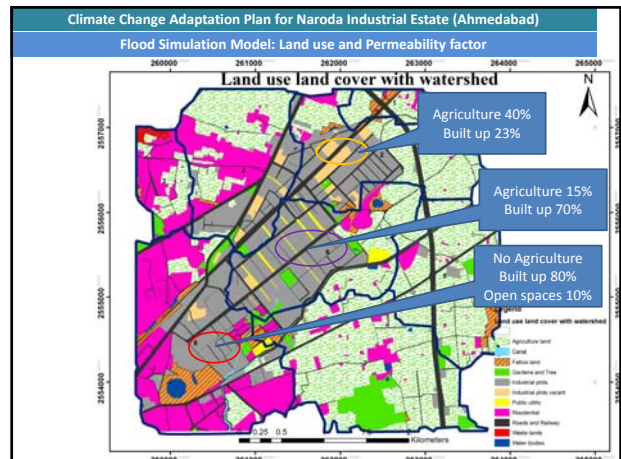 Climate Change Adaptation Plan for Naroda Industrial Estate (Ahmedabad)
Flood Simulation Model: Land use and Permeability factor
260000 261000 262000 263000 264000 265000
Land use land cover with watershed
N
2557000
2556000
2555000
2554000
Agriculture 40%
Built up 23%
Agriculture 15%
Built up 70%
No Agriculture
Built up 80%
Open spaces 10%
Legend
Land use land cover with watershed
Agriculture land
Canal
Fallow land
Gardens and Tree
Industrial plots
Industrial plots vacant
Public utility
Residential
Roads and Railway
Waste lands
Water bodies
Kilometers